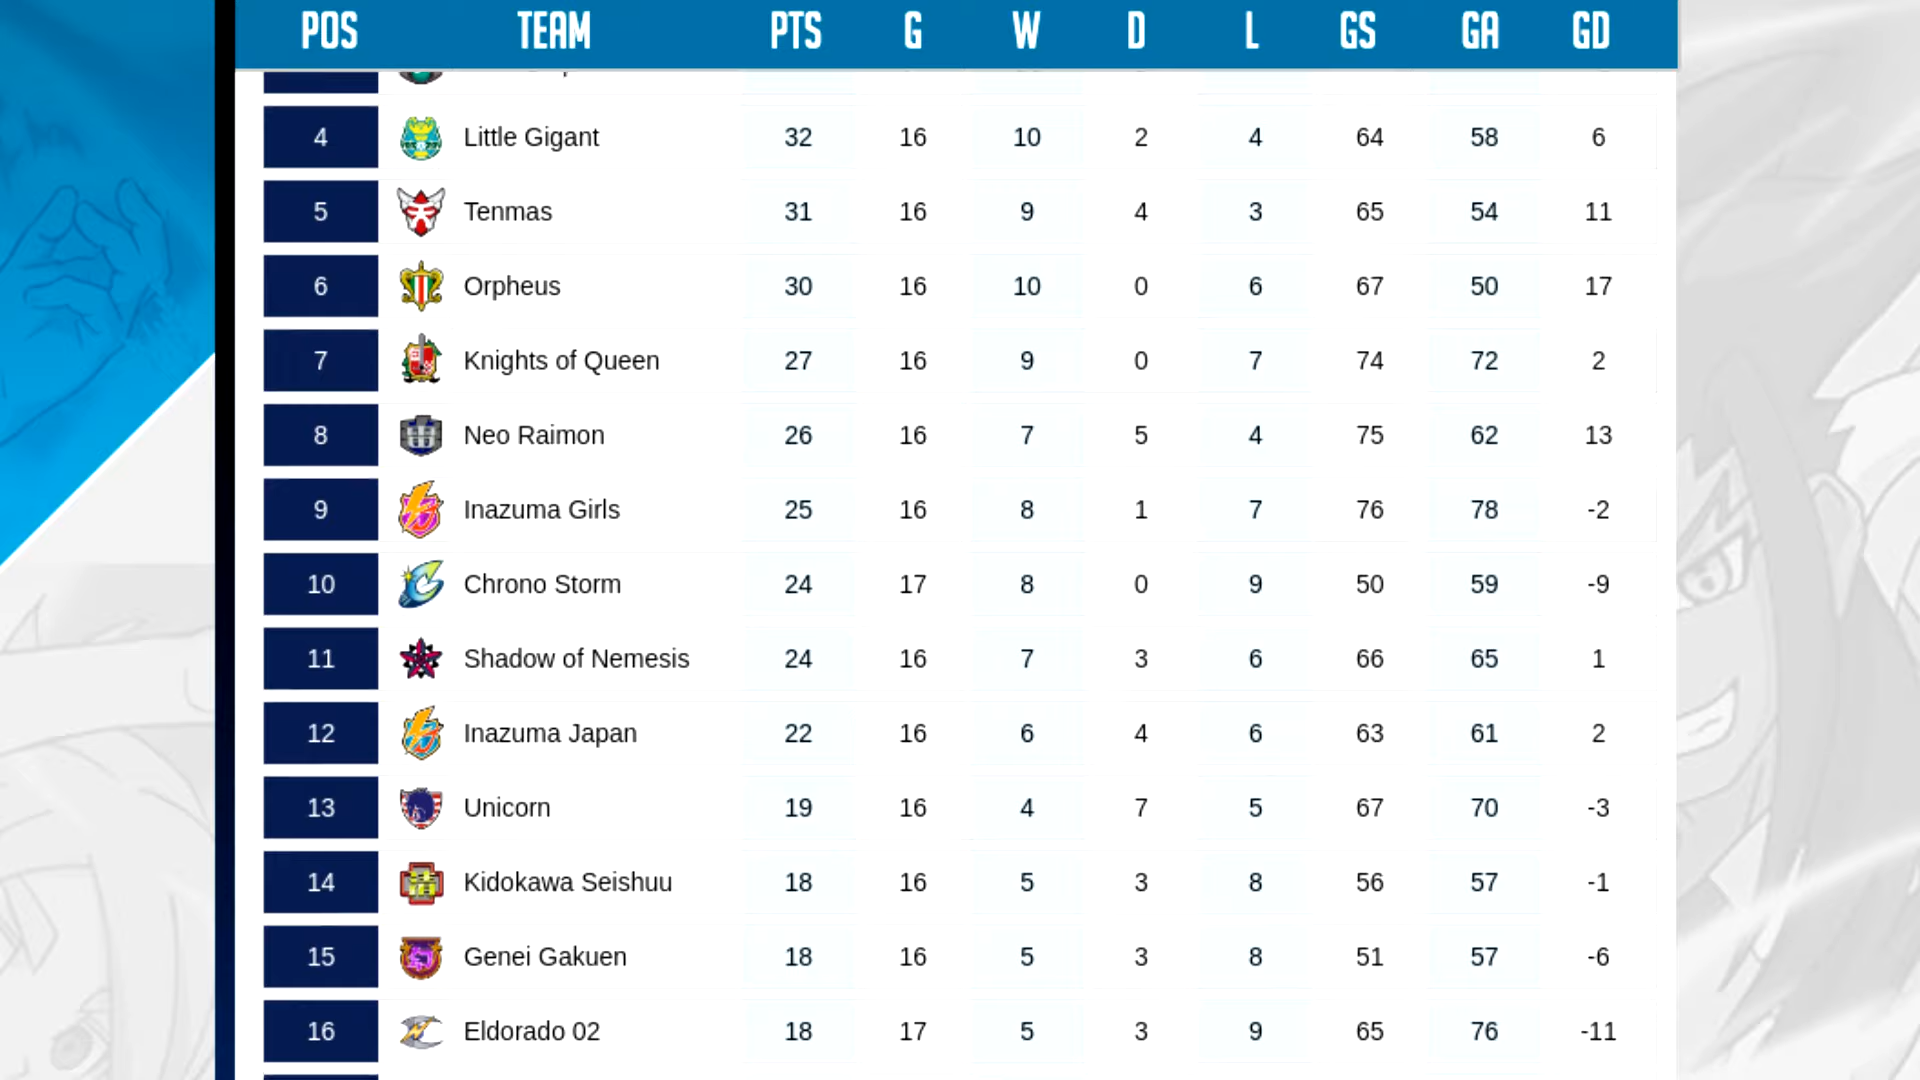 POS TEAM PTS G W D L GS GA GD
4 Little Gigant 32 16 10 2 4 64 58 6
5 Tenmas 31 16 9 4 3 65 54 11
6 Orpheus 30 16 10 0 6 67 50 17
7 Knights of Queen 27 16 9 0 7 74 72 2
8 Neo Raimon 26 16 7 5 4 75 62 13
9 Inazuma Girls 25 16 8 1 7 76 78 -2
10 Chrono Storm 24 17 8 0 9 50 59 -9
11 Shadow of Nemesis 24 16 7 3 6 66 65 1
12 Inazuma Japan 22 16 6 4 6 63 61 2
13 Unicorn 19 16 4 7 5 67 70 -3
14 Kidokawa Seishuu 18 16 5 3 8 56 57 -1
15 Genei Gakuen 18 16 5 3 8 51 57 -6
16 Eldorado 02 18 17 5 3 9 65 76 -11